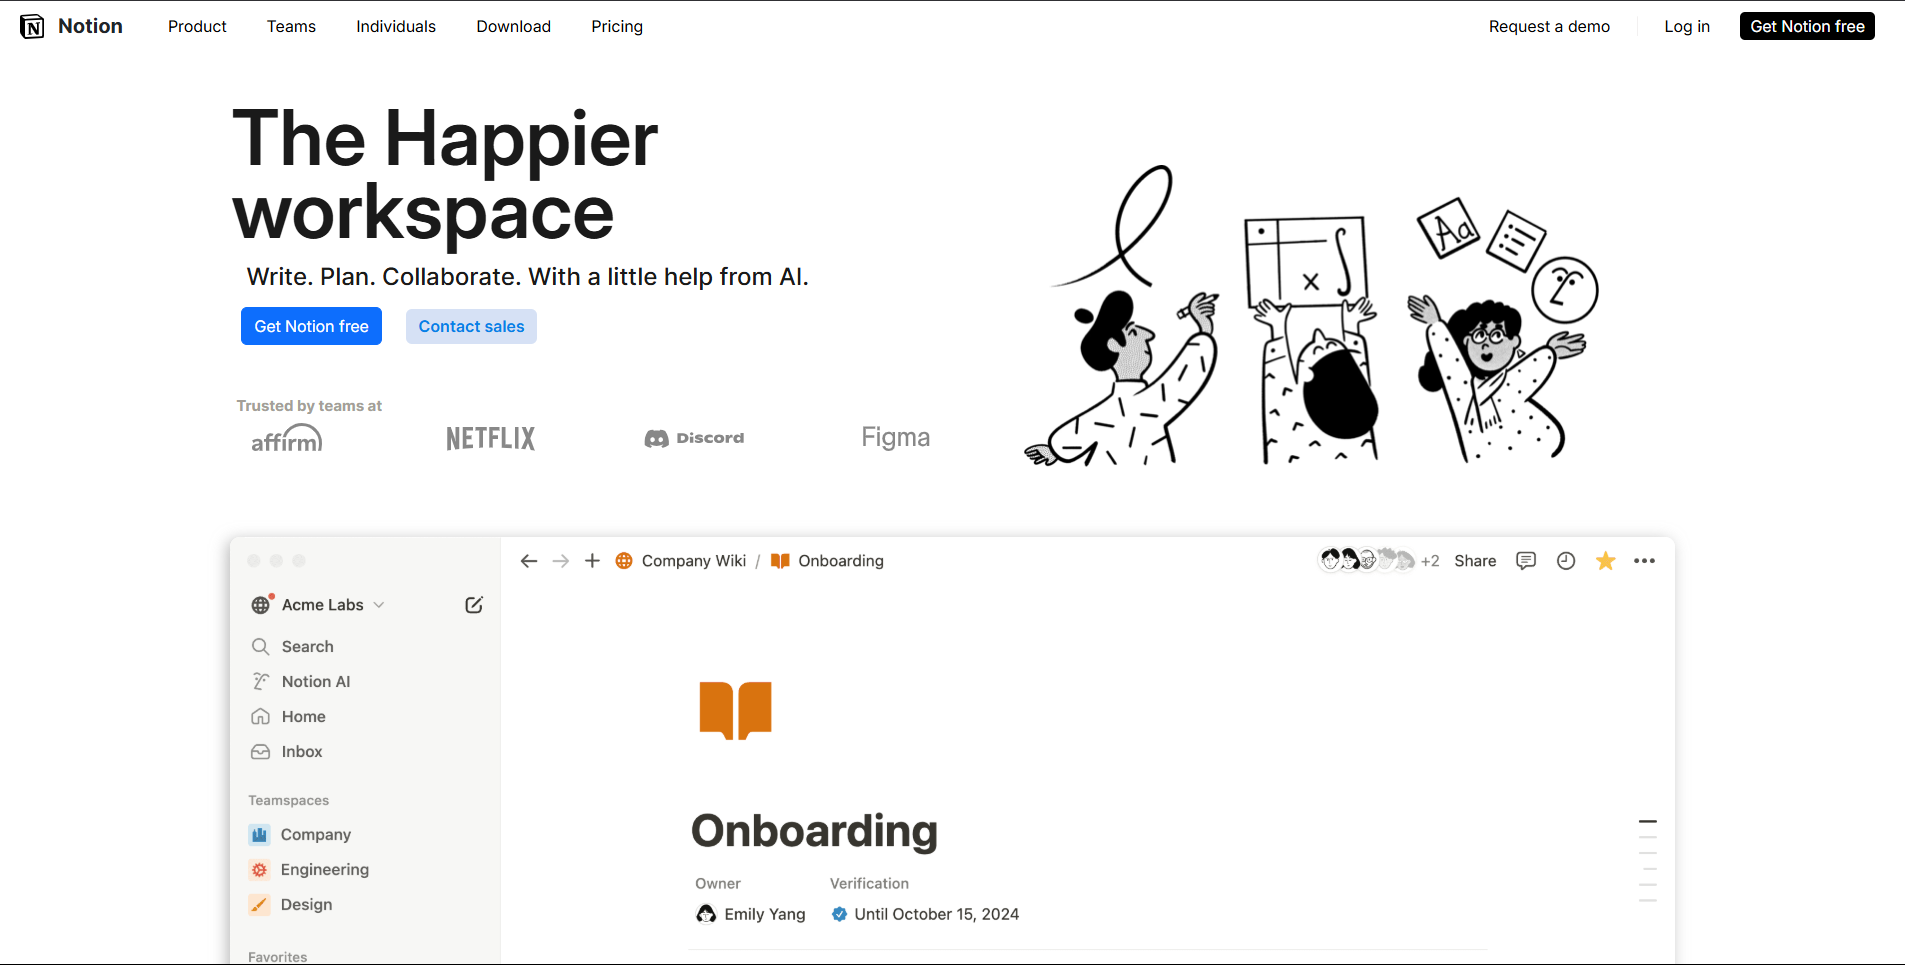 Notion Product Teams Individuals Download Pricing Request a demo Log in Get Notion free
The Happier
workspace
Write. Plan. Collaborate. With a little help from AI.
Get Notion free Contact sales
Trusted by teams at
affirm NETFLIX Discord Figma
Aa
x ∫
← → + Company Wiki / Onboarding +2 Share •••
Acme Labs
Search
Notion AI
Home
Inbox
Teamspaces
Company
Engineering
Design
Favorites
Onboarding
Owner Verification
Emily Yang Until October 15, 2024